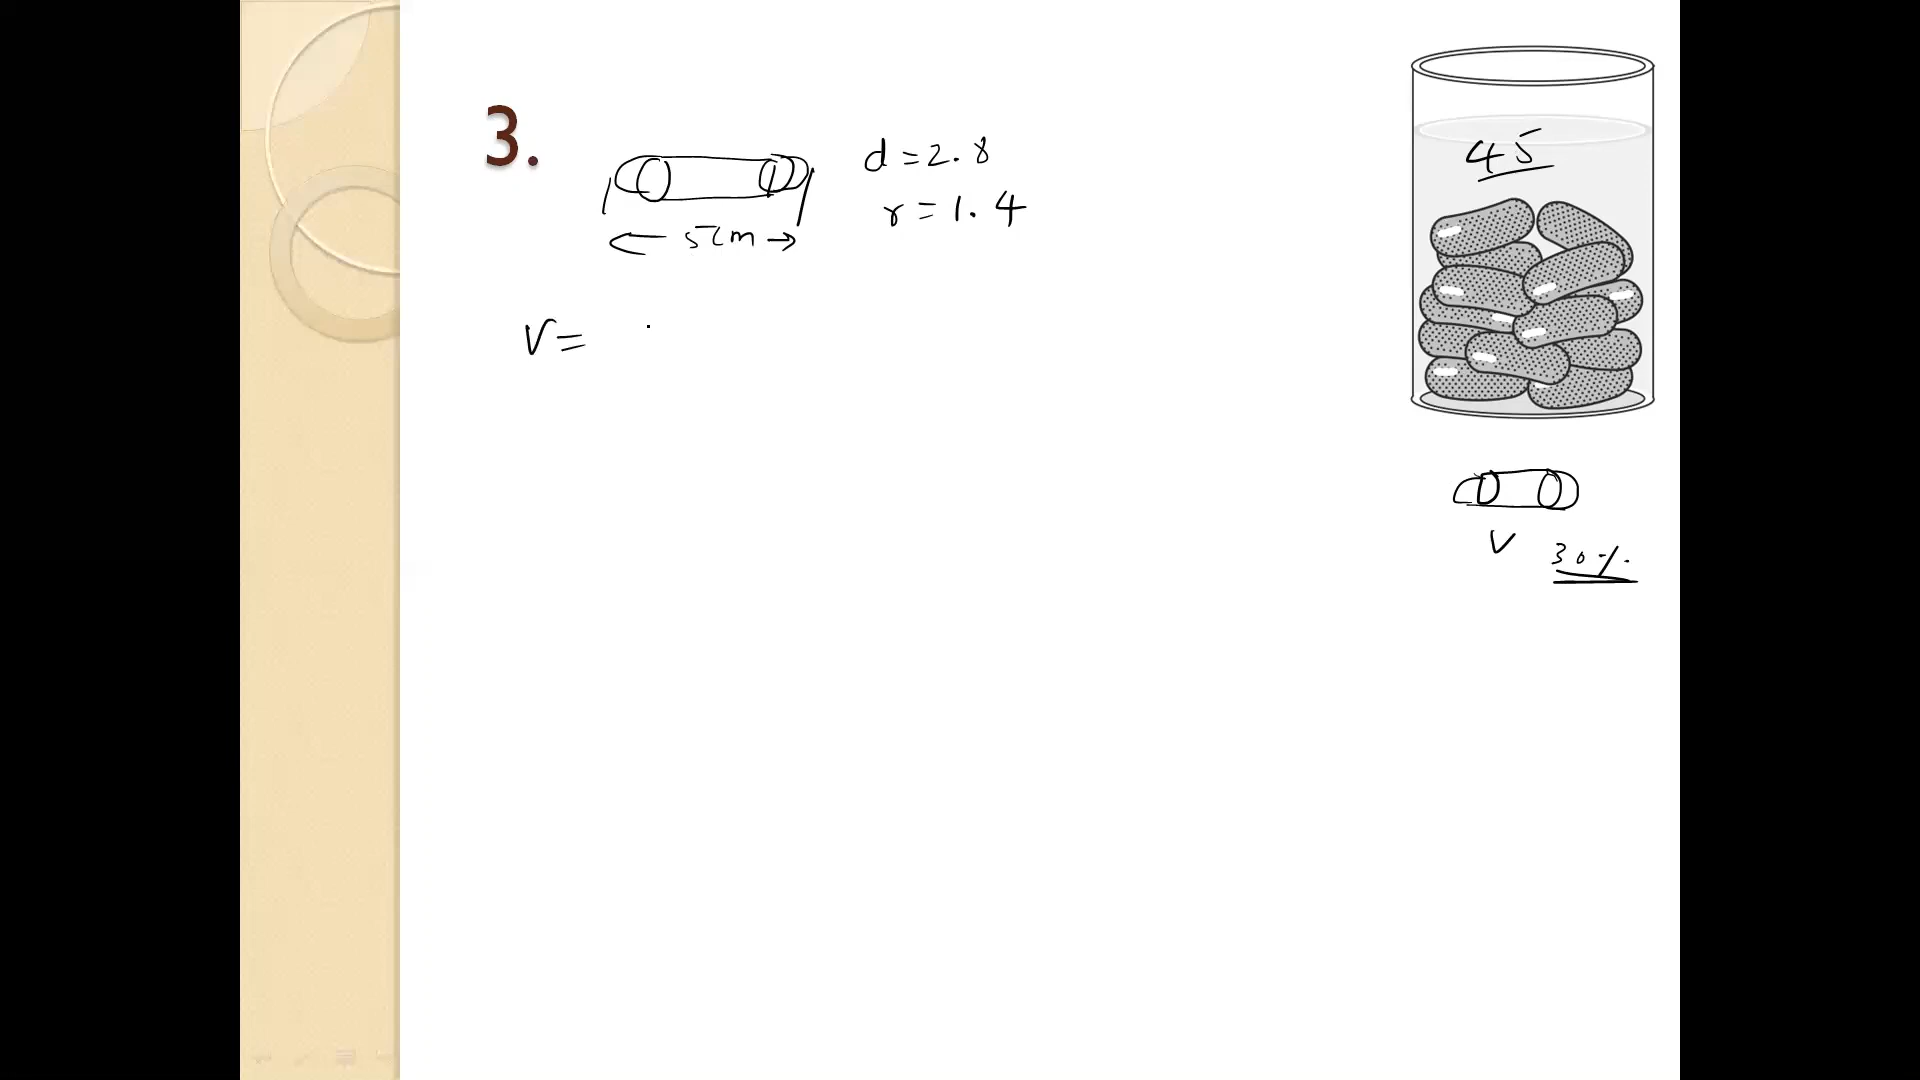 3.
d = 2.8
r = 1.4
5cm
V =
45
V
30%